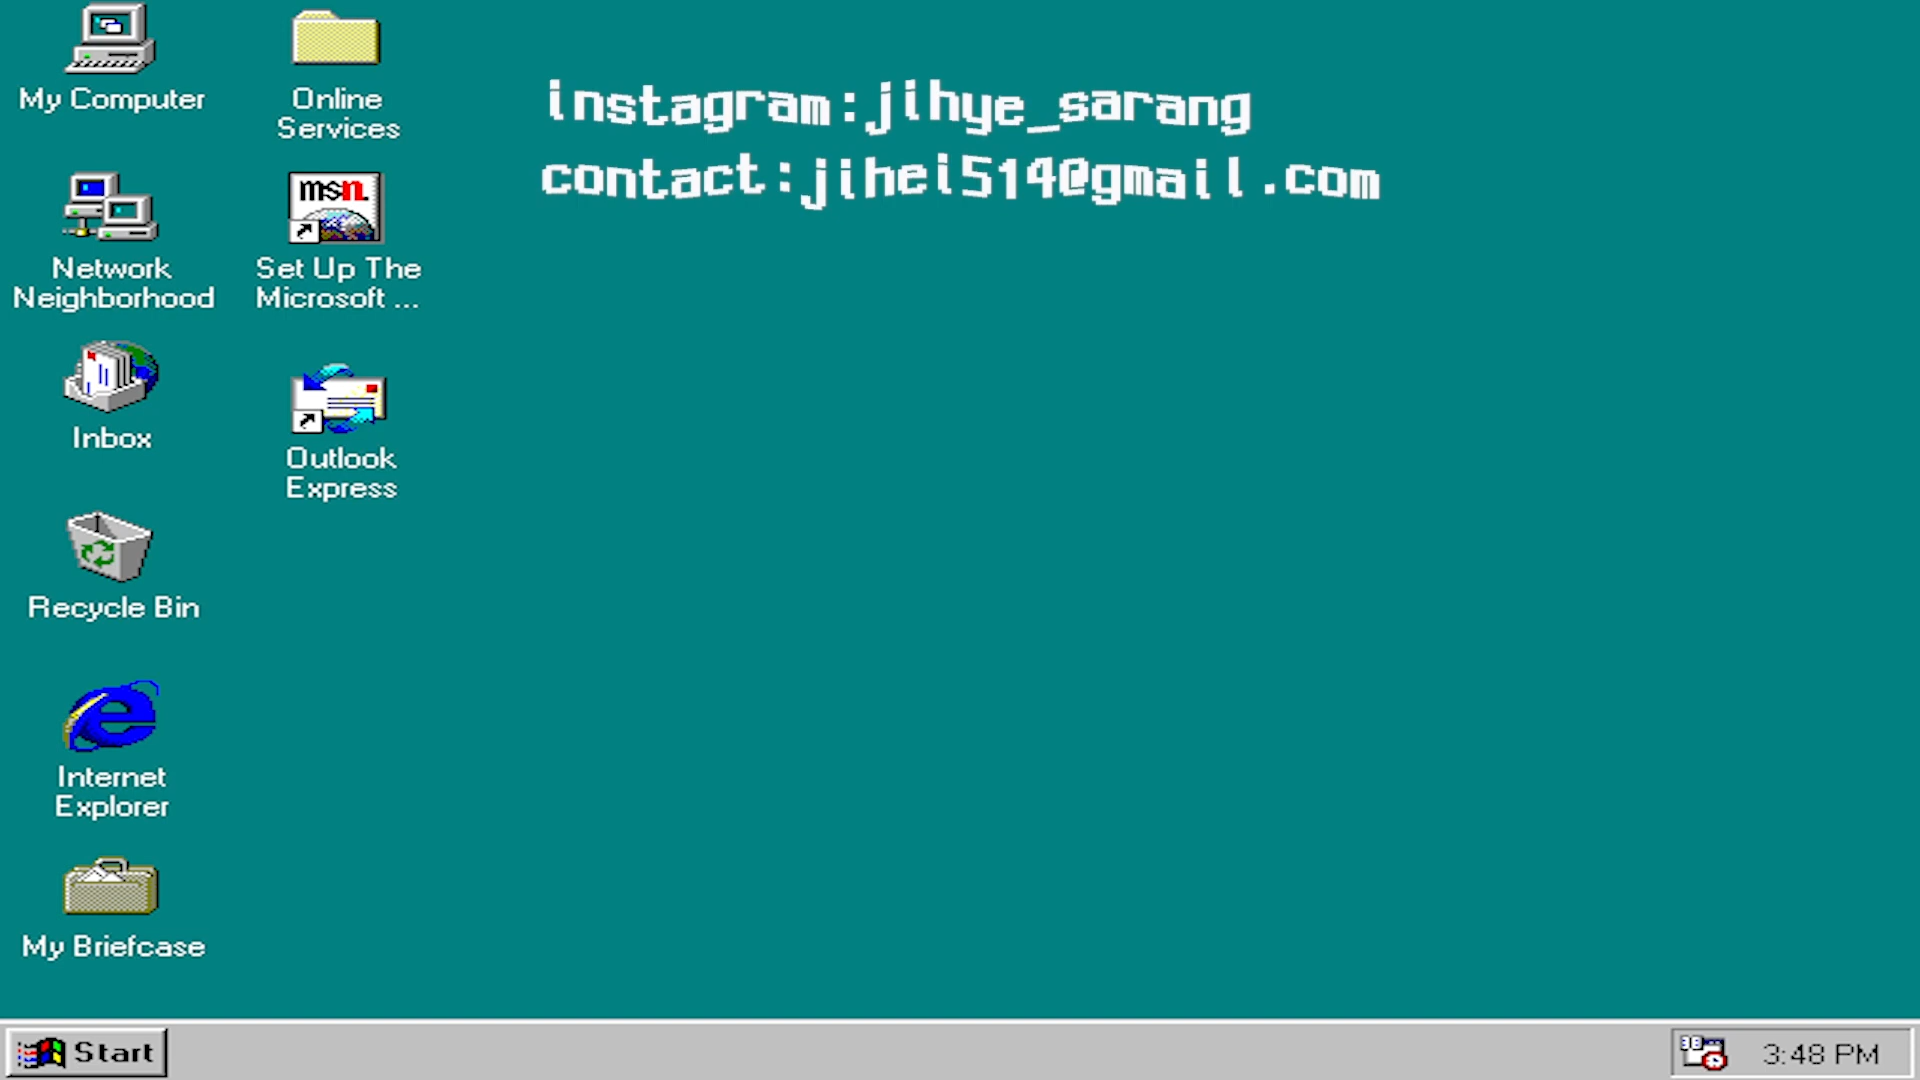 My Computer
Online
Services
instagram:jihye_sarang
contact:jihei514@gmail.com
msn
Network
Neighborhood
Set Up The
Microsoft ...
Inbox
Outlook
Express
Recycle Bin
Internet
Explorer
My Briefcase
Start
3:48 PM